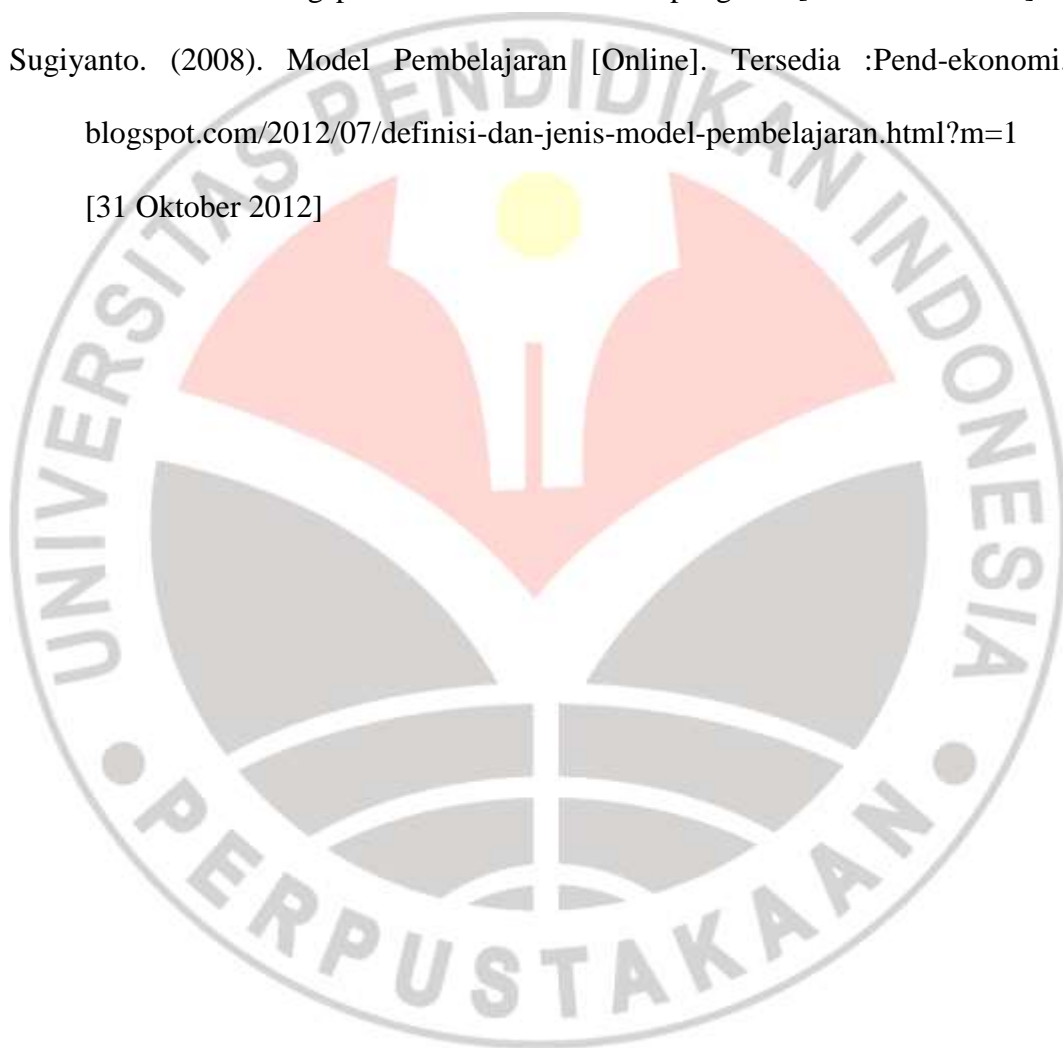 Sugiyanto. (2008). Model Pembelajaran [Online]. Tersedia :Pend-ekonomi.
blogspot.com/2012/07/definisi-dan-jenis-model-pembelajaran.html?m=1
[31 Oktober 2012]
UNIVERSITAS PENDIDIKAN INDONESIA
PERPUSTAKAAN